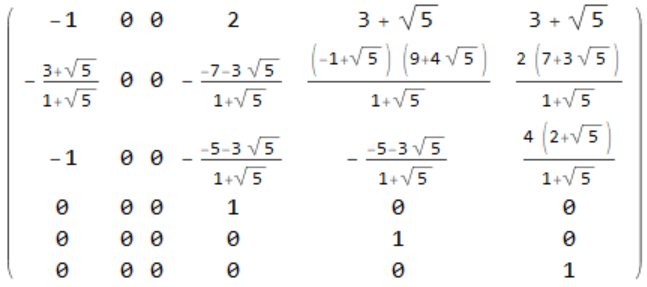 -1 0 0 2 3 + √5 3 + √5
-(3+√5)/(1+√5) 0 0 -(-7-3 √5)/(1+√5) ((-1+√5) (9+4 √5))/(1+√5) (2 (7+3 √5))/(1+√5)
-1 0 0 -(-5-3 √5)/(1+√5) -(-5-3 √5)/(1+√5) (4 (2+√5))/(1+√5)
0 0 0 1 0 0
0 0 0 0 1 0
0 0 0 0 0 1